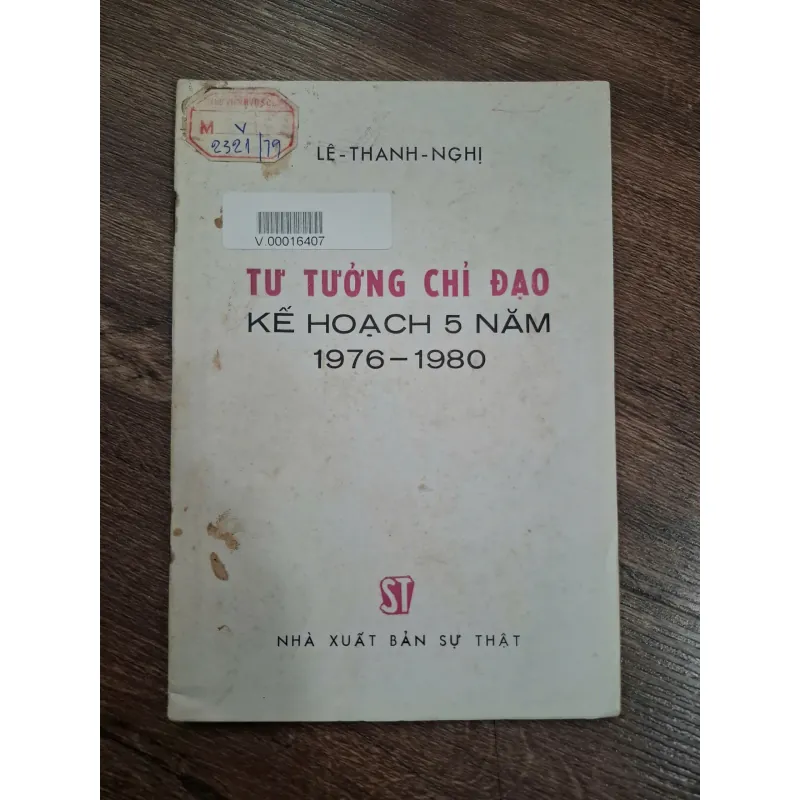 M V
2321/79
LÊ-THANH-NGHỊ
V.00016407
TƯ TƯỞNG CHỈ ĐẠO
KẾ HOẠCH 5 NĂM
1976-1980
ST
NHÀ XUẤT BẢN SỰ THẬT